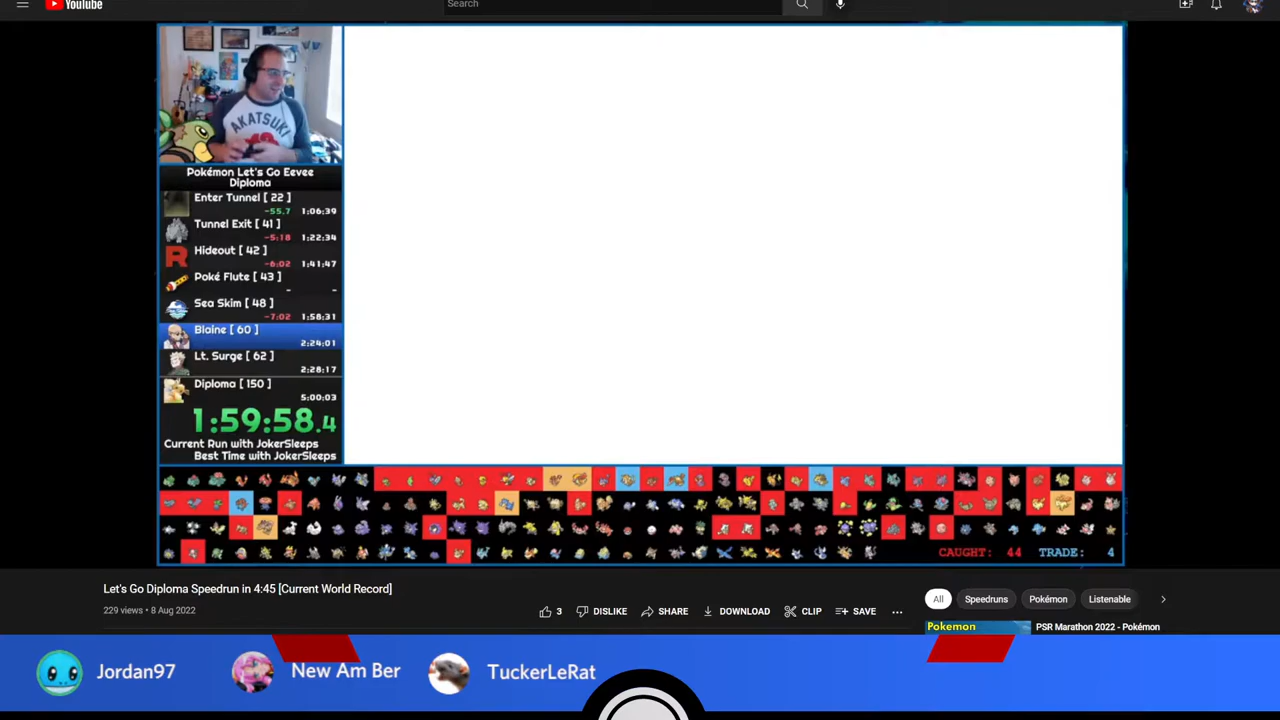 YouTube
Search
AKATSUKI
Pokémon Let's Go Eevee
Diploma
Enter Tunnel [ 22 ]
-55.7 1:06:39
Tunnel Exit [ 41 ]
-5:18 1:22:34
Hideout [ 42 ]
-6:02 1:41:47
Poké Flute [ 43 ]
- -
Sea Skim [ 48 ]
-7:02 1:58:31
Blaine [ 60 ]
2:24:01
Lt. Surge [ 62 ]
2:28:17
Diploma [ 150 ]
5:00:03
1:59:58.4
Current Run with JokerSleeps
Best Time with JokerSleeps
CAUGHT: 44 TRADE: 4
Let's Go Diploma Speedrun in 4:45 [Current World Record]
229 views • 8 Aug 2022
3 DISLIKE SHARE DOWNLOAD CLIP SAVE
All Speedruns Pokémon Listenable
Pokemon
PSR Marathon 2022 - Pokémon
Jordan97 New Am Ber TuckerLeRat